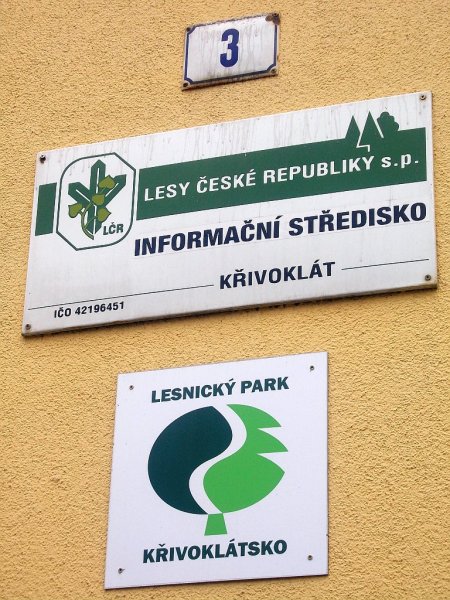 3
LESY ČESKÉ REPUBLIKY s.p.
LČR
INFORMAČNÍ STŘEDISKO
KŘIVOKLÁT
IČO 42196451
LESNICKÝ PARK
KŘIVOKLÁTSKO